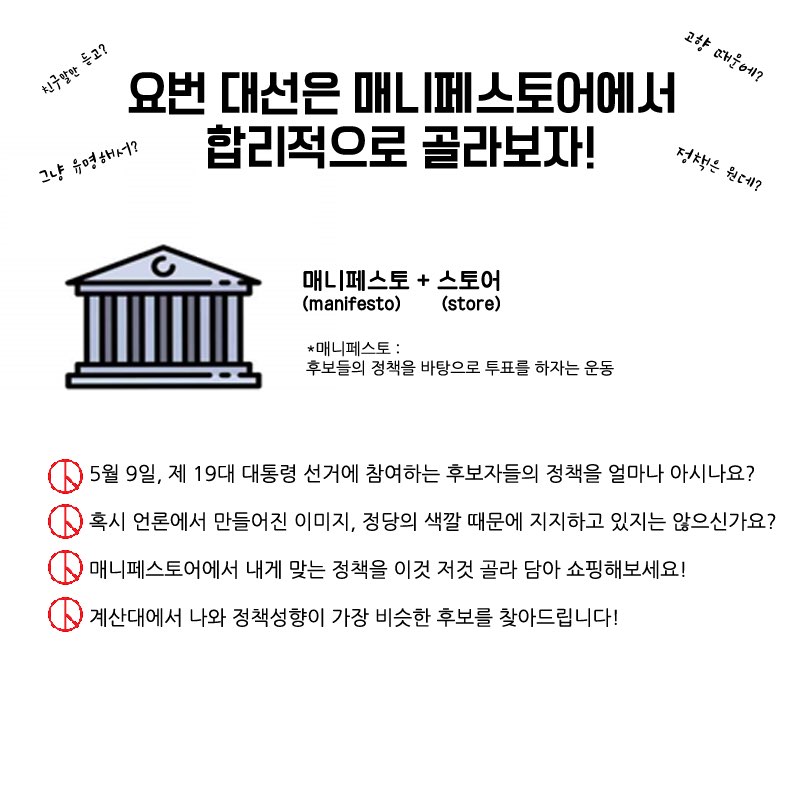 친구말만 듣고?
고향 때문에?
요번 대선은 매니페스토어에서
합리적으로 골라보자!
그냥 유명해서?
정책은 뭔데?
매니페스토 + 스토어
(manifesto) (store)
*매니페스토 :
후보들의 정책을 바탕으로 투표를 하자는 운동
5월 9일, 제 19대 대통령 선거에 참여하는 후보자들의 정책을 얼마나 아시나요?
혹시 언론에서 만들어진 이미지, 정당의 색깔 때문에 지지하고 있지는 않으신가요?
매니페스토어에서 내게 맞는 정책을 이것 저것 골라 담아 쇼핑해보세요!
계산대에서 나와 정책성향이 가장 비슷한 후보를 찾아드립니다!